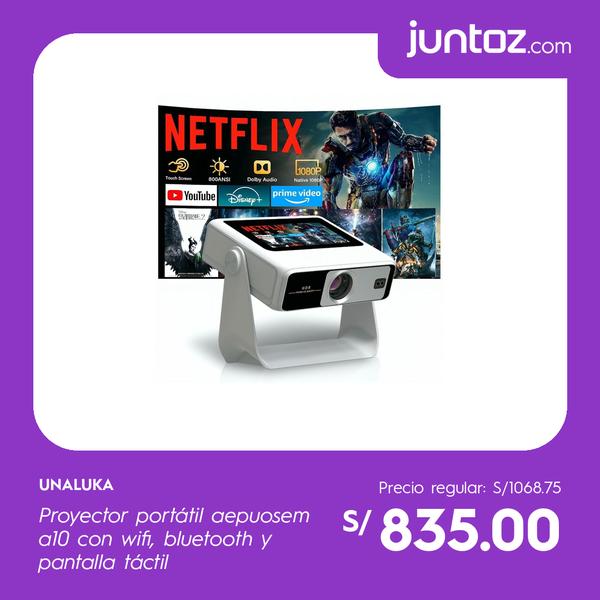 juntoz.com
NETFLIX
Touch Screen
800ANSI
Dolby Audio
1080P
Native 1080P
YouTube
Disney+
prime video
NETFLIX
UNALUKA
Precio regular: S/1068.75
Proyector portátil aepuosem
a10 con wifi, bluetooth y
pantalla táctil
S/ 835.00